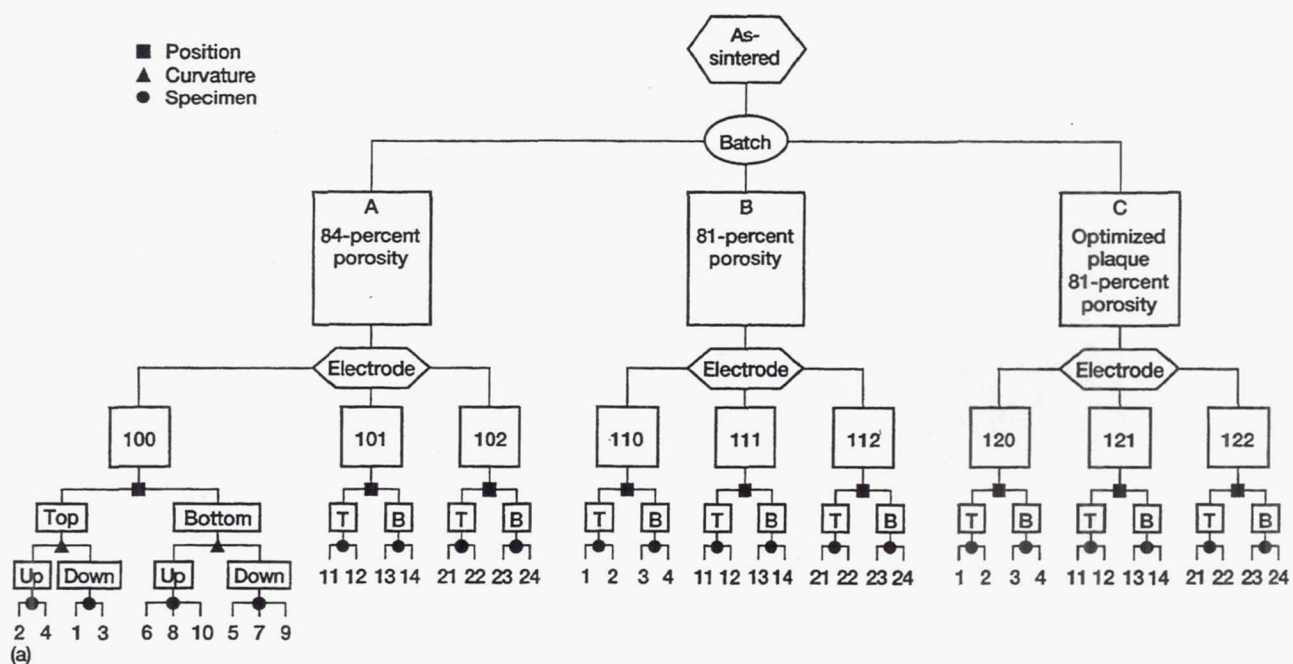 As-
sintered
Position
Curvature
Specimen
Batch
A
84-percent
porosity
B
81-percent
porosity
C
Optimized
plaque
81-percent
porosity
Electrode Electrode Electrode
100 101 102 110 111 112 120 121 122
Top Bottom T B T B T B T B T B T B T B T B
Up Down Up Down 11 12 13 14 21 22 23 24 1 2 3 4 11 12 13 14 21 22 23 24 1 2 3 4 11 12 13 14 21 22 23 24
2 4 1 3 6 8 10 5 7 9
(a)